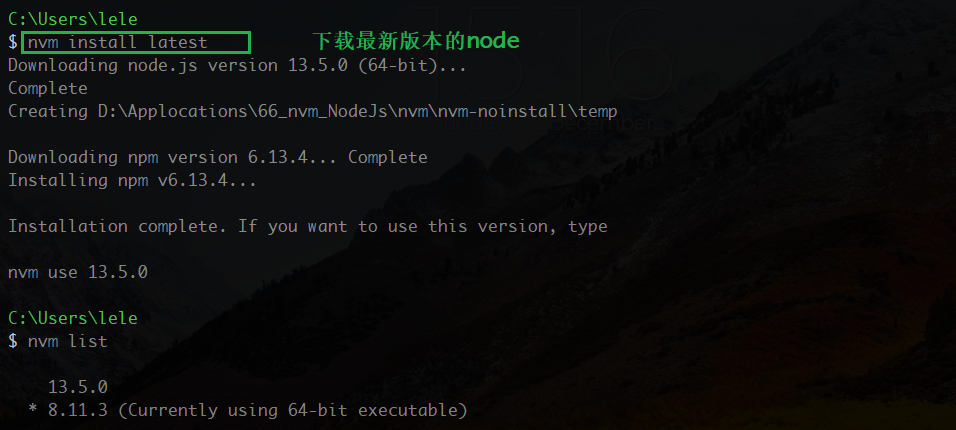 C:\Users\lele
$ nvm install latest 下载最新版本的node
Downloading node.js version 13.5.0 (64-bit)...
Complete
Creating D:\Applocations\66_nvm_NodeJs\nvm\nvm-noinstall\temp
Downloading npm version 6.13.4... Complete
Installing npm v6.13.4...
Installation complete. If you want to use this version, type
nvm use 13.5.0
C:\Users\lele
$ nvm list
13.5.0
* 8.11.3 (Currently using 64-bit executable)